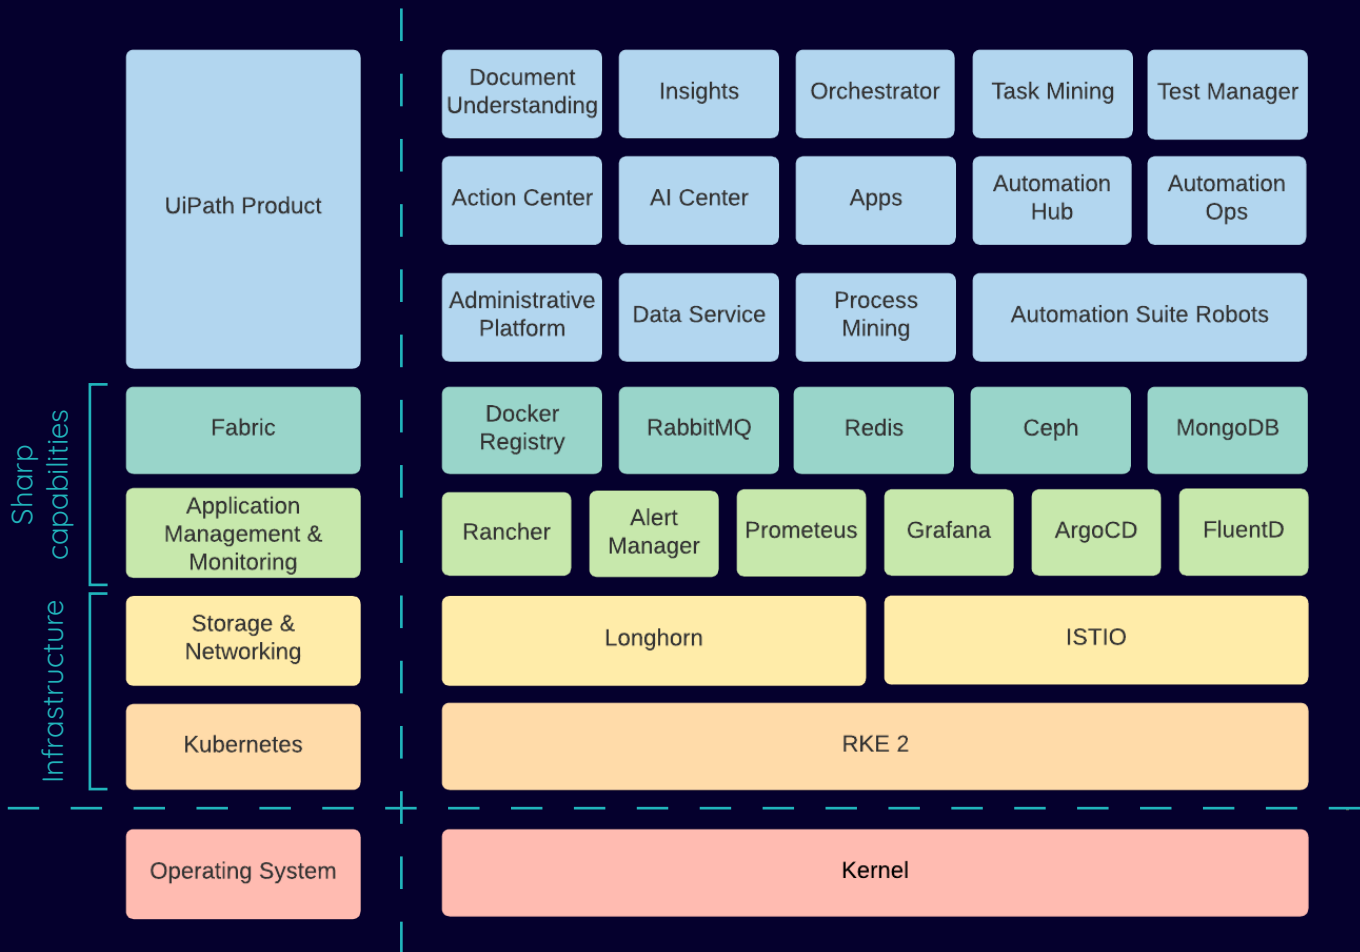 UiPath Product
Document
Understanding
Insights
Orchestrator
Task Mining
Test Manager
Action Center
AI Center
Apps
Automation
Hub
Automation
Ops
Administrative
Platform
Data Service
Process
Mining
Automation Suite Robots
Sharp
capabilities
Fabric
Docker
Registry
RabbitMQ
Redis
Ceph
MongoDB
Application
Management &
Monitoring
Rancher
Alert
Manager
Prometeus
Grafana
ArgoCD
FluentD
Infrastructure
Storage &
Networking
Longhorn
ISTIO
Kubernetes
RKE 2
Operating System
Kernel